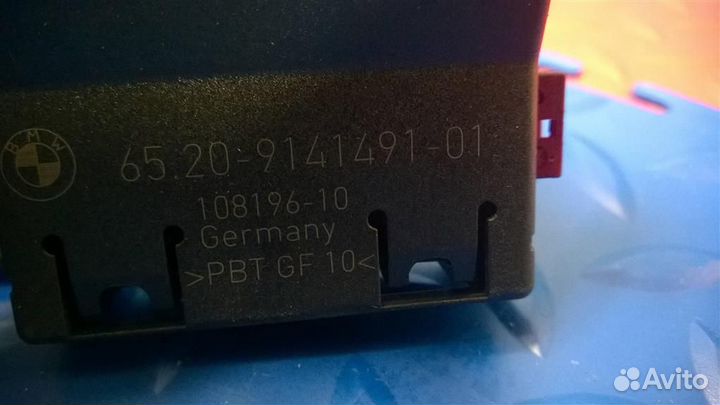 BMW
65.20-9141491-01
108196-10
Germany
>PBT GF 10<
Avito